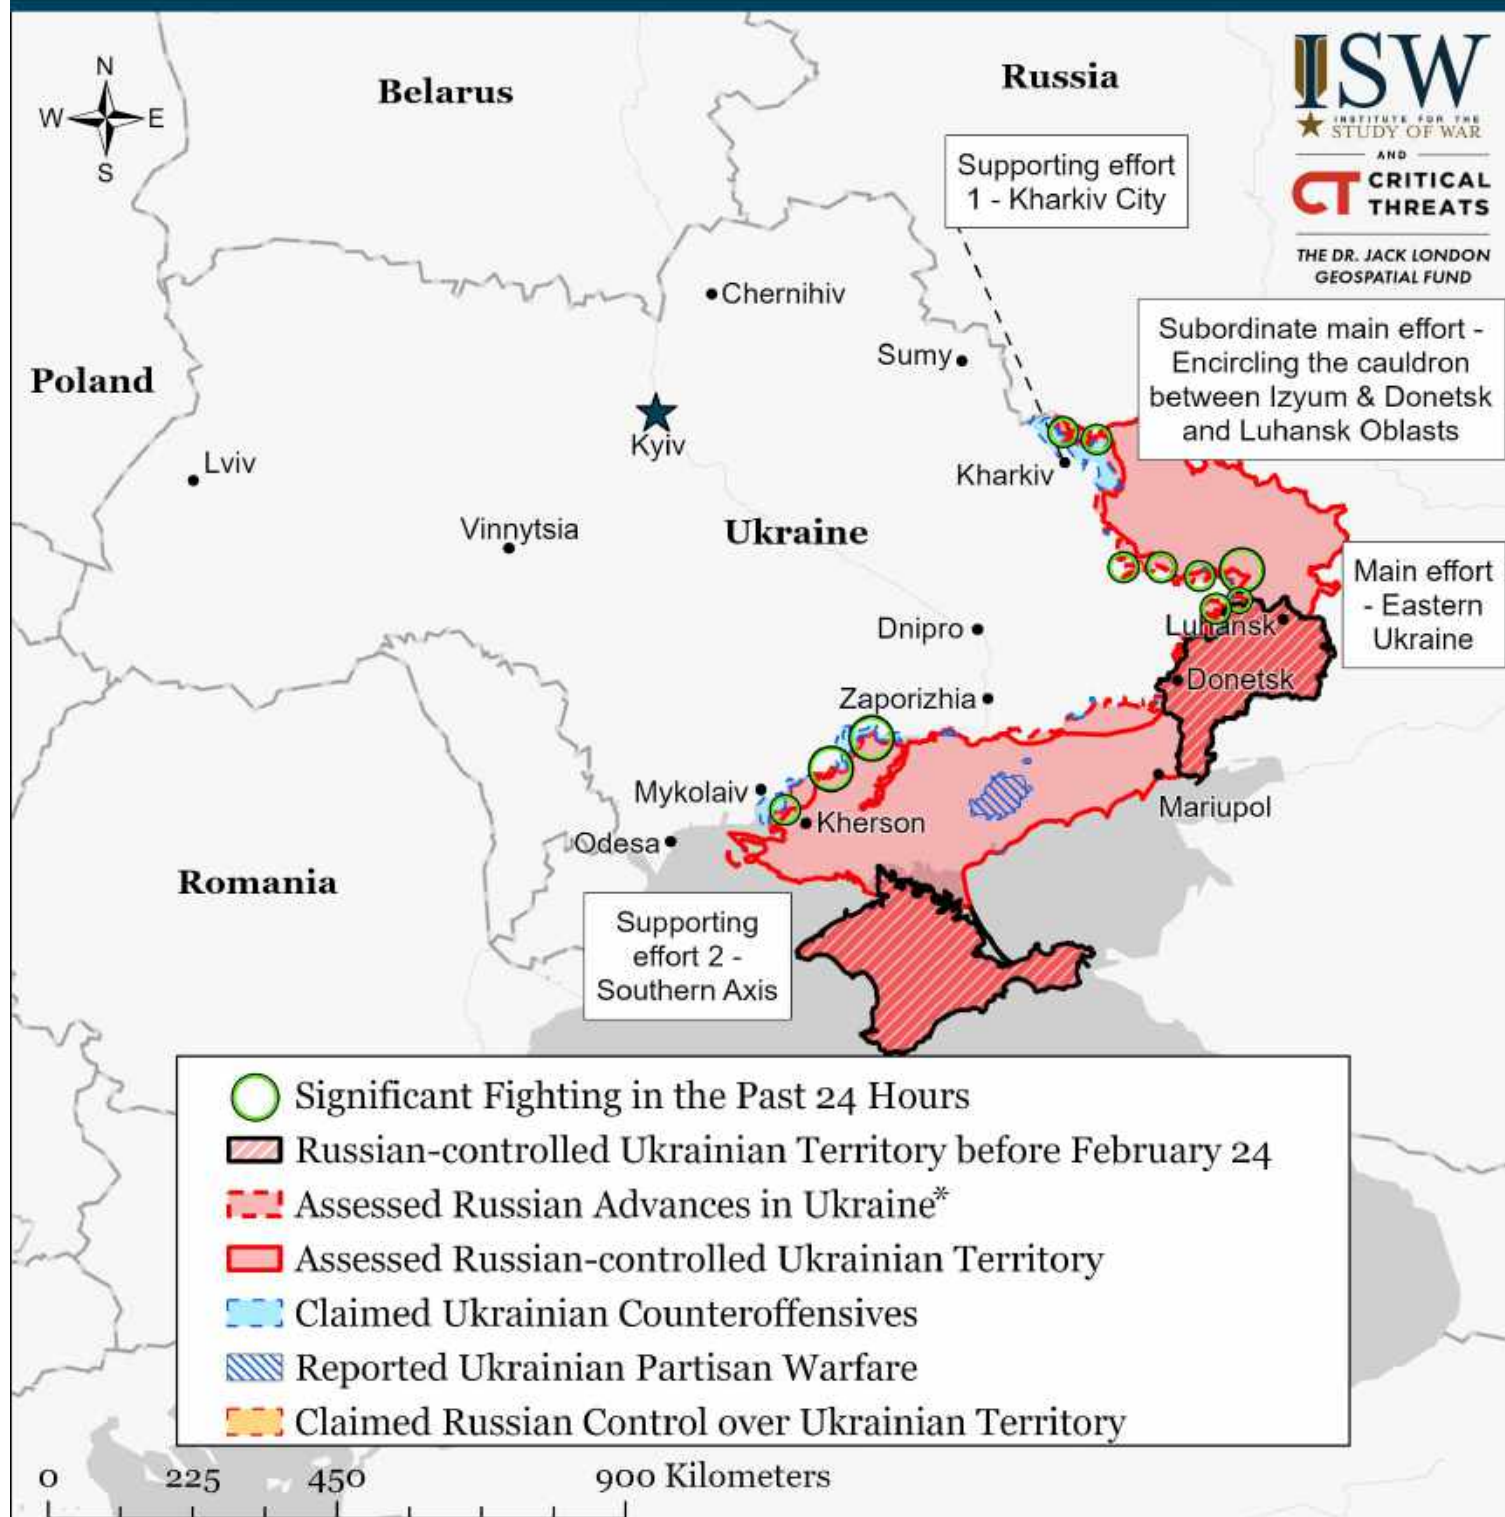 N
W
E
S
Belarus
Russia
ISW
INSTITUTE FOR THE
STUDY OF WAR
AND
CT CRITICAL
THREATS
THE DR. JACK LONDON
GEOSPATIAL FUND
Supporting effort
1 - Kharkiv City
Chernihiv
Subordinate main effort -
Encircling the cauldron
between Izyum & Donetsk
and Luhansk Oblasts
Sumy
Poland
Kyiv
Lviv
Kharkiv
Vinnytsia
Ukraine
Main effort
- Eastern
Ukraine
Dnipro
Luhansk
Donetsk
Zaporizhia
Mykolaiv
Mariupol
Kherson
Odesa
Romania
Supporting
effort 2 -
Southern Axis
Significant Fighting in the Past 24 Hours
Russian-controlled Ukrainian Territory before February 24
Assessed Russian Advances in Ukraine*
Assessed Russian-controlled Ukrainian Territory
Claimed Ukrainian Counteroffensives
Reported Ukrainian Partisan Warfare
Claimed Russian Control over Ukrainian Territory
0 225 450 900 Kilometers